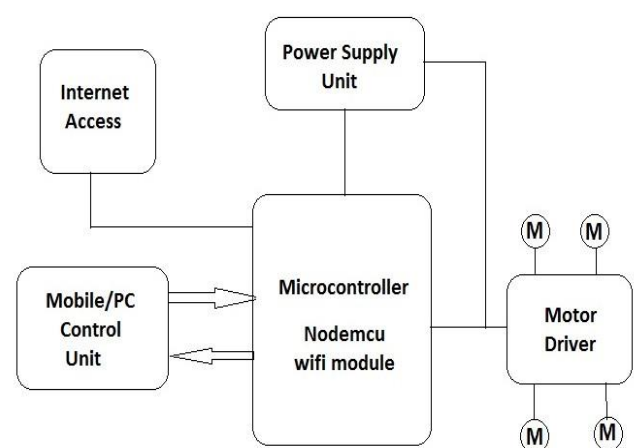 Power Supply
Unit
Internet
Access
Microcontroller
Nodemcu
wifi module
Mobile/PC
Control
Unit
M
M
Motor
Driver
M
M